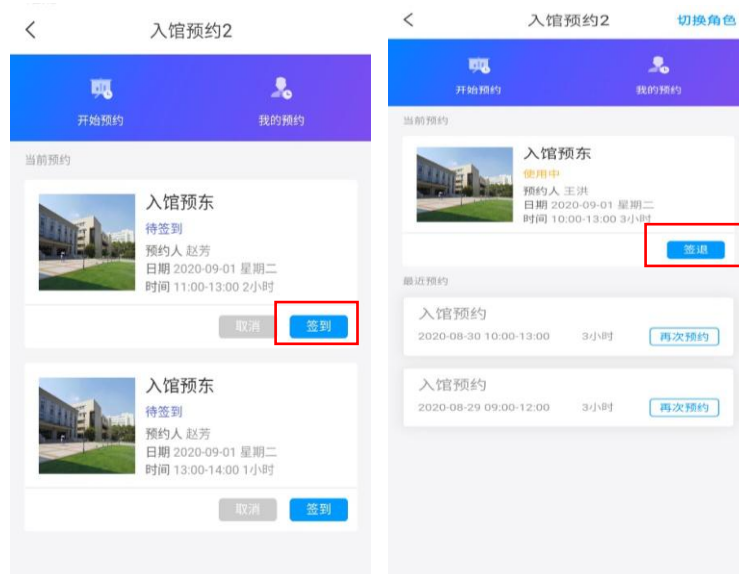 入馆预约2
开始预约
我的预约
当前预约
入馆预东
待签到
预约人 赵芳
日期 2020-09-01 星期二
时间 11:00-13:00 2小时
取消
签到
入馆预东
待签到
预约人 赵芳
日期 2020-09-01 星期二
时间 13:00-14:00 1小时
取消
签到
入馆预约2
切换角色
开始预约
我的预约
当前预约
入馆预东
使用中
预约人 王洪
日期 2020-09-01 星期二
时间 10:00-13:00 3小时
签退
最近预约
入馆预约
2020-08-30 10:00-13:00 3小时
再次预约
入馆预约
2020-08-29 09:00-12:00 3小时
再次预约